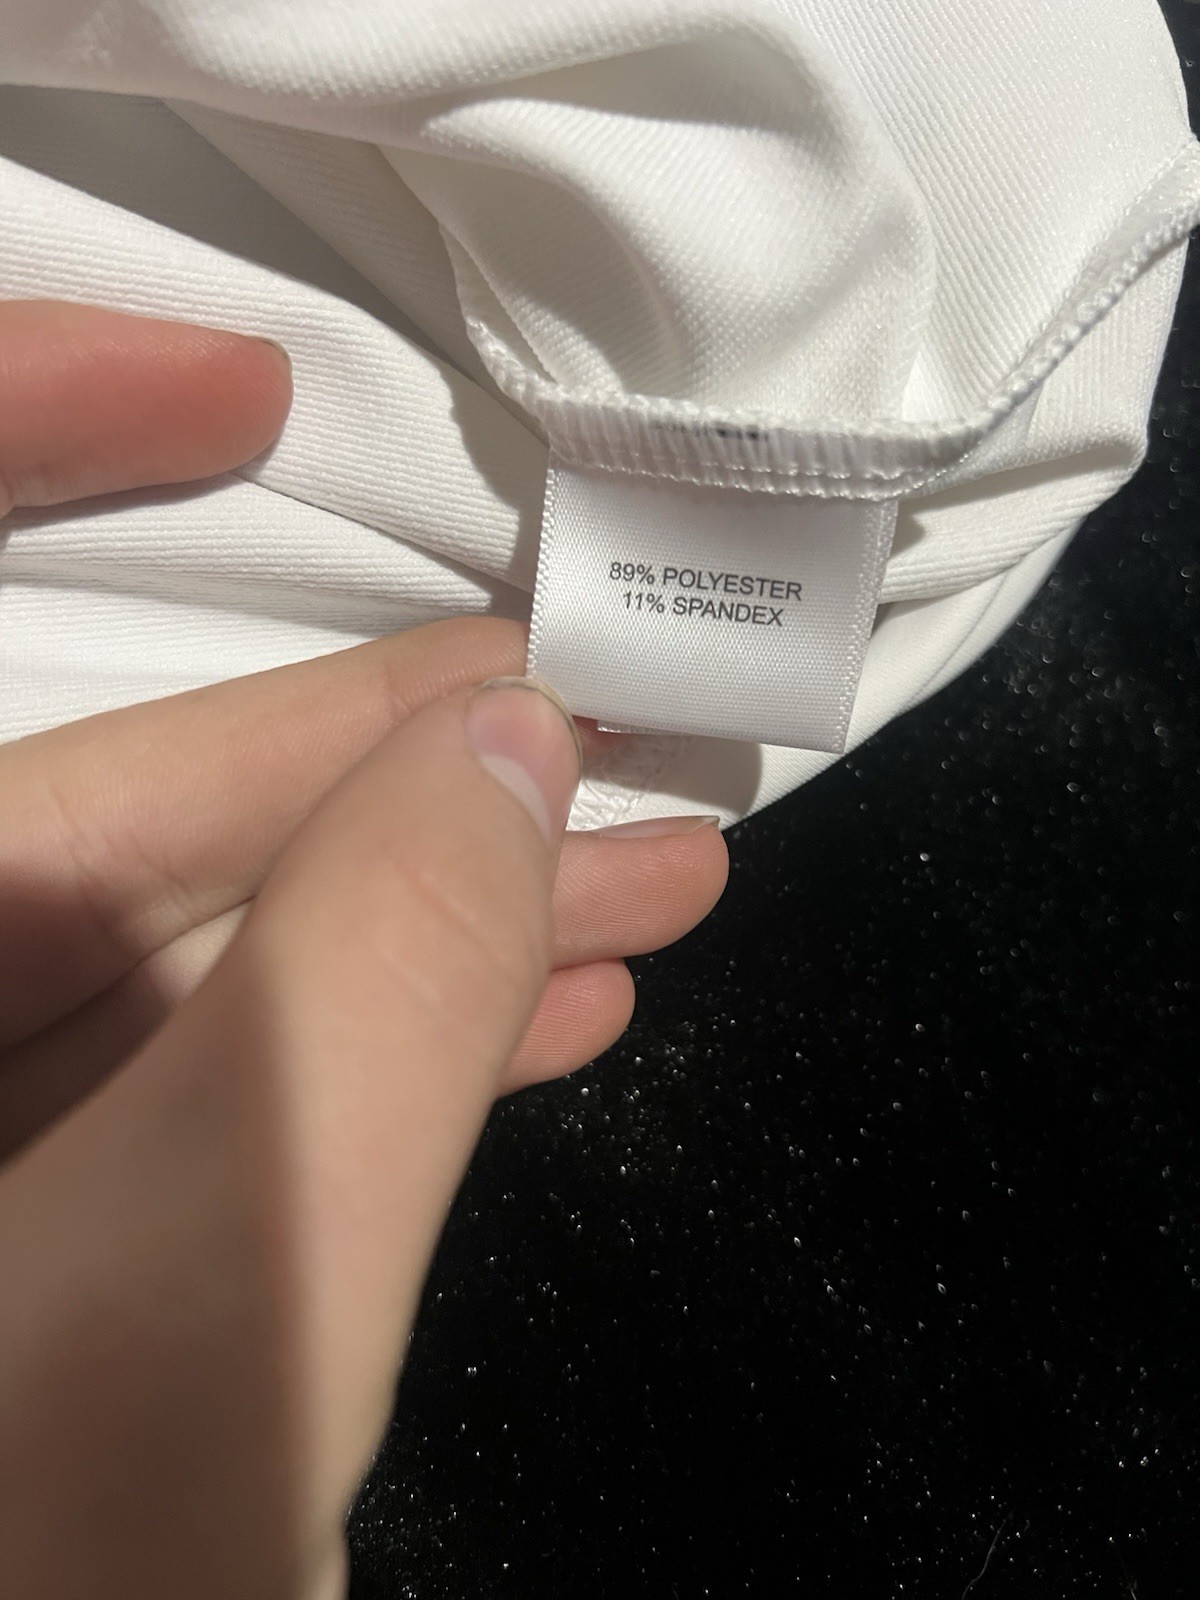 89% POLYESTER
11% SPANDEX